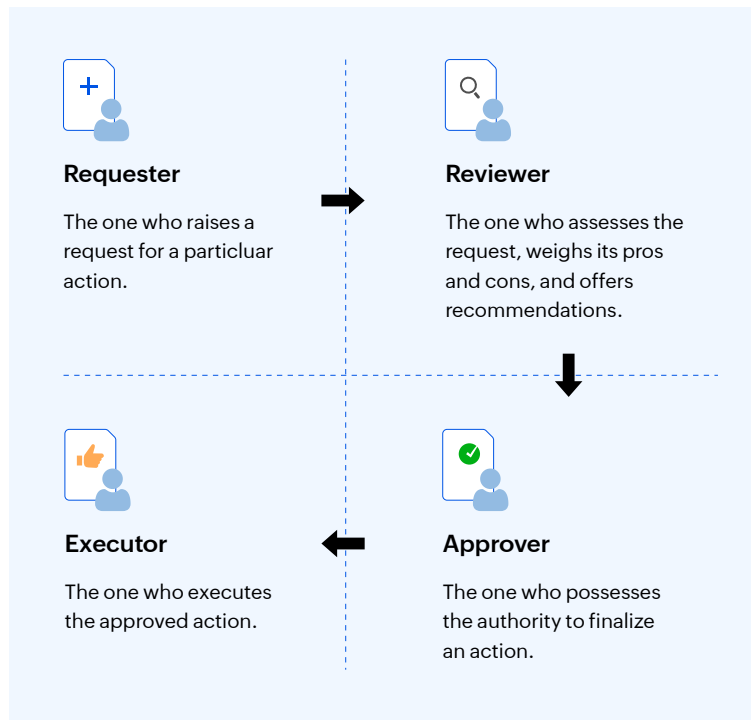 Requester
The one who raises a
request for a particluar
action.
Reviewer
The one who assesses the
request, weighs its pros
and cons, and offers
recommendations.
Executor
The one who executes
the approved action.
Approver
The one who possesses
the authority to finalize
an action.